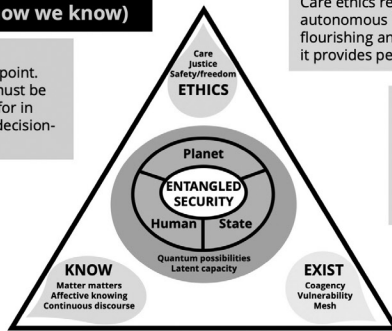 ow we know)
point.
must be
for in
decision-
Care ethics re
autonomous
flourishing an
it provides pe
Care
Justice
Safety/freedom
ETHICS
Planet
ENTANGLED
SECURITY
Human State
Quantum possibilities
Latent capacity
KNOW
Matter matters
Affective knowing
Continuous discourse
EXIST
Coagency
Vulnerability
Mesh